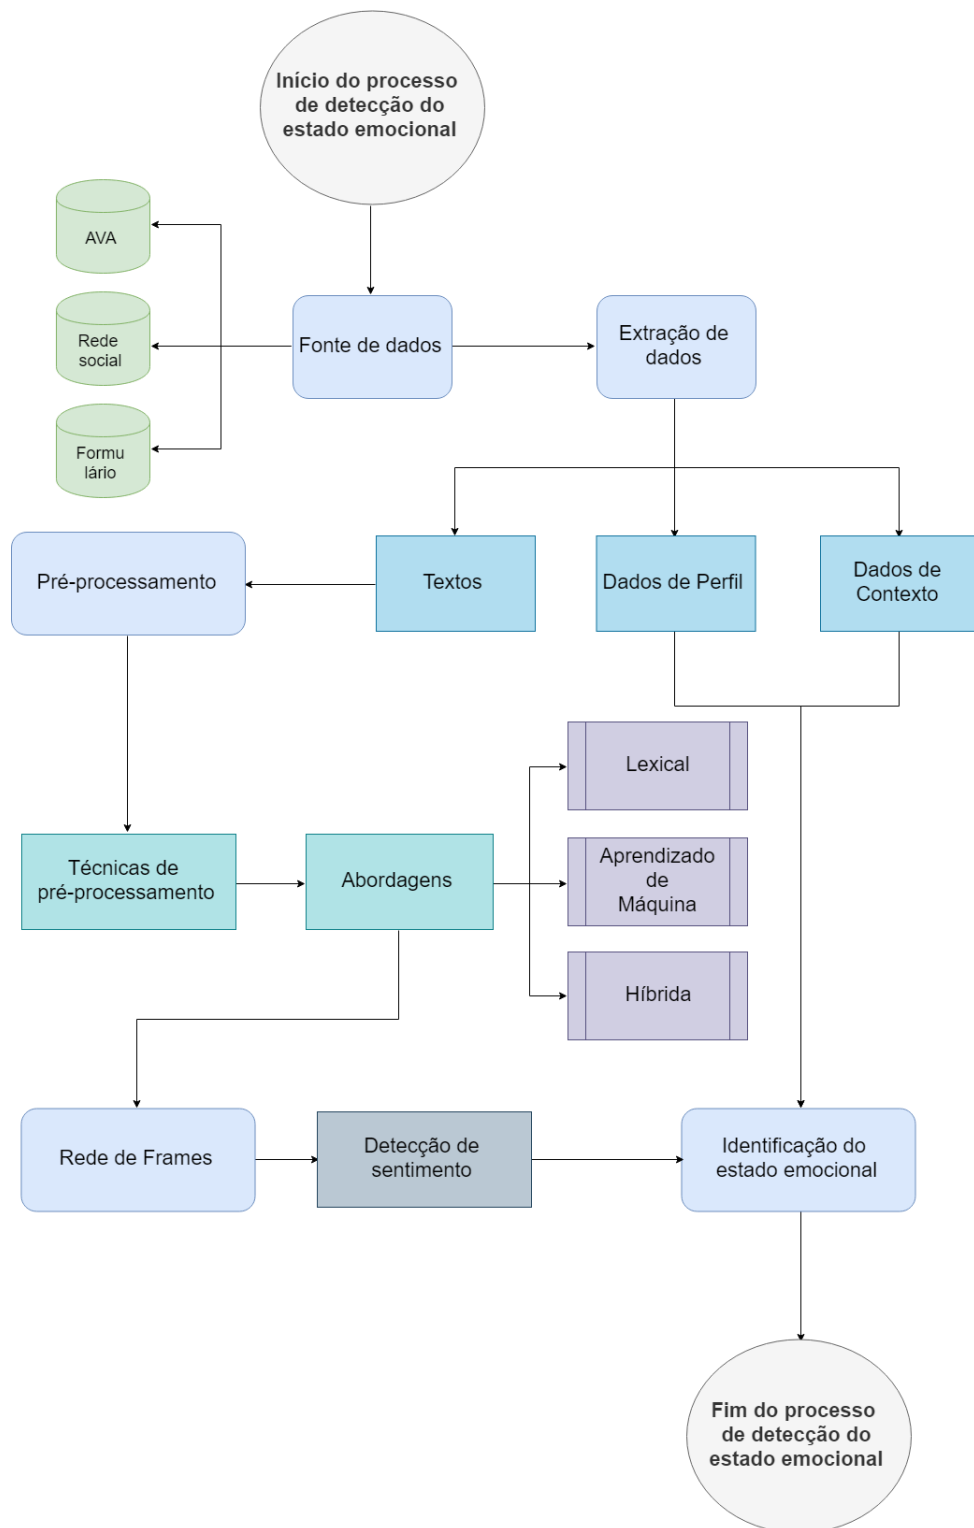 Início do processo
de detecção do
estado emocional
AVA
Rede
social
Formu
lário
Fonte de dados
Extração de
dados
Pré-processamento
Textos
Dados de Perfil
Dados de
Contexto
Lexical
Técnicas de
pré-processamento
Abordagens
Aprendizado
de
Máquina
Híbrida
Rede de Frames
Detecção de
sentimento
Identificação do
estado emocional
Fim do processo
de detecção do
estado emocional